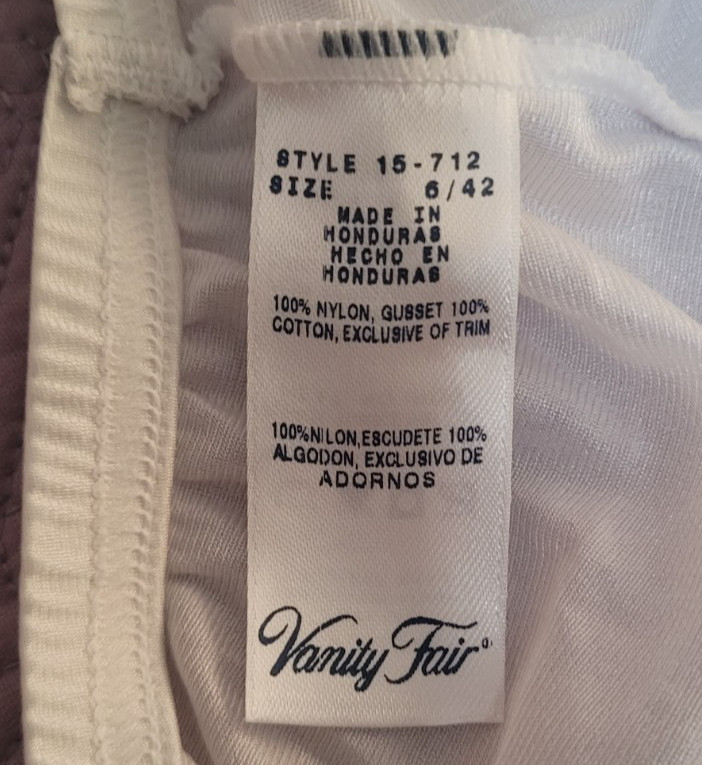 STYLE 15-712
SIZE 6/42
MADE IN
HONDURAS
HECHO EN
HONDURAS
100% NYLON, GUSSET 100%
COTTON, EXCLUSIVE OF TRIM
100%NILON,ESCUDETE 100%
ALGODON, EXCLUSIVO DE
ADORNOS
Vanity Fair®